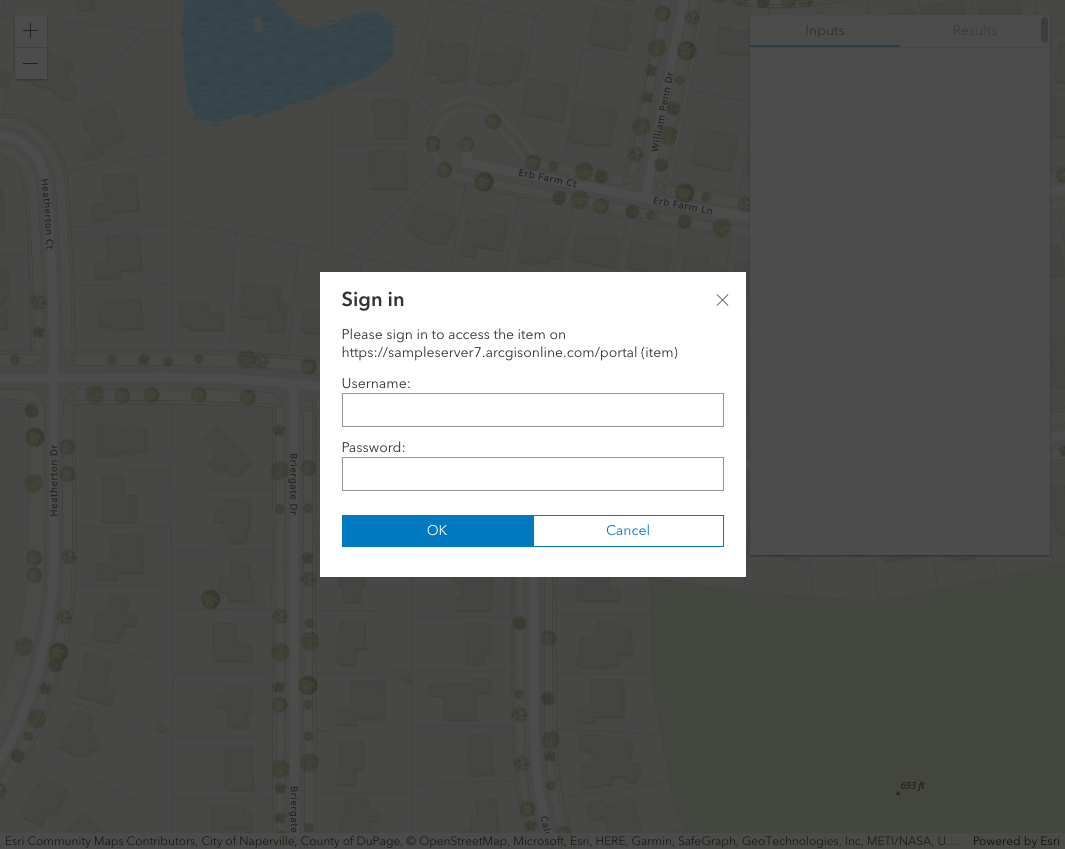 +
Inputs
Results
−
William Penn Dr
Erb Farm Ct
Heatherton Ct
Erb Farm Ln
Sign in
Please sign in to access the item on
https://sampleserver7.arcgisonline.com/portal (item)
Username:
Password:
Heatherton Dr
Briergate Dr
OK
Cancel
693 ft
Briergate
Cale
Esri Community Maps Contributors, City of Naperville, County of DuPage, © OpenStreetMap, Microsoft, Esri, HERE, Garmin, SafeGraph, GeoTechnologies, Inc, METI/NASA, U...
Powered by Esri